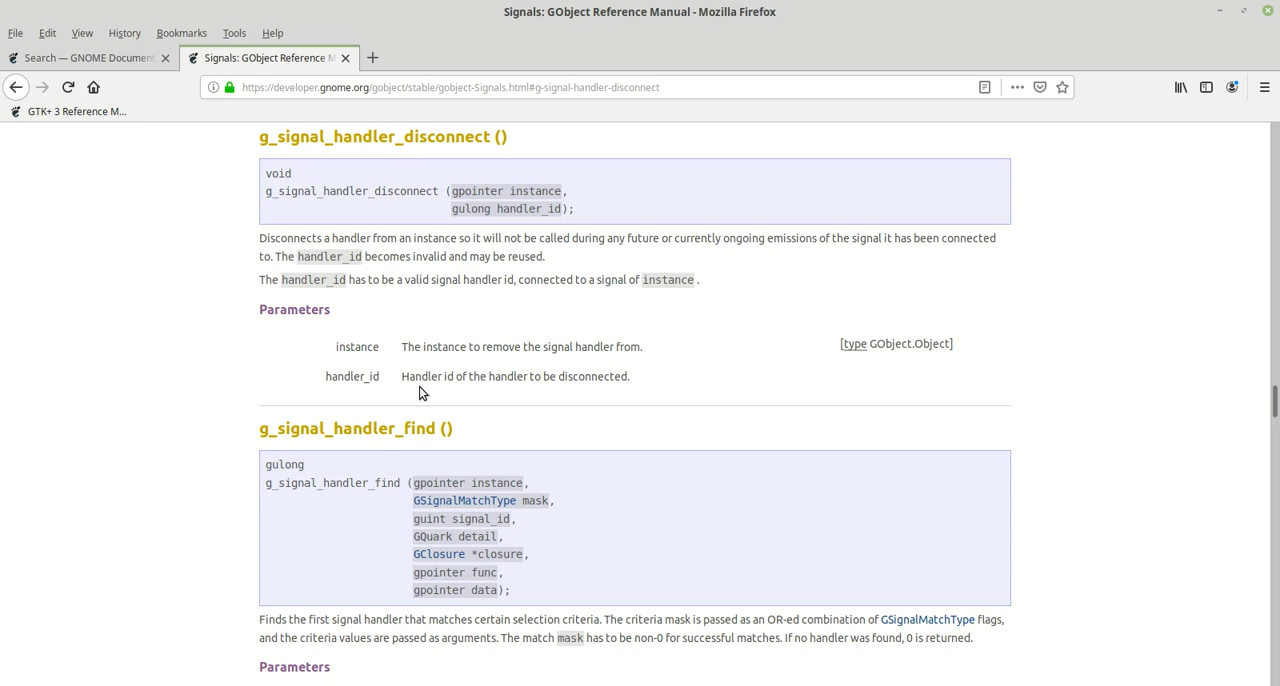 Signals: GObject Reference Manual - Mozilla Firefox
File Edit View History Bookmarks Tools Help
Search — GNOME Documen
Signals: GObject Reference M
https://developer.gnome.org/gobject/stable/gobject-Signals.html#g-signal-handler-disconnect
GTK+ 3 Reference M...
g_signal_handler_disconnect ()
void
g_signal_handler_disconnect (gpointer instance,
gulong handler_id);
Disconnects a handler from an instance so it will not be called during any future or currently ongoing emissions of the signal it has been connected
to. The handler_id becomes invalid and may be reused.
The handler_id has to be a valid signal handler id, connected to a signal of instance .
Parameters
instance The instance to remove the signal handler from. [type GObject.Object]
handler_id Handler id of the handler to be disconnected.
g_signal_handler_find ()
gulong
g_signal_handler_find (gpointer instance,
GSignalMatchType mask,
guint signal_id,
GQuark detail,
GClosure *closure,
gpointer func,
gpointer data);
Finds the first signal handler that matches certain selection criteria. The criteria mask is passed as an OR-ed combination of GSignalMatchType flags,
and the criteria values are passed as arguments. The match mask has to be non-0 for successful matches. If no handler was found, 0 is returned.
Parameters